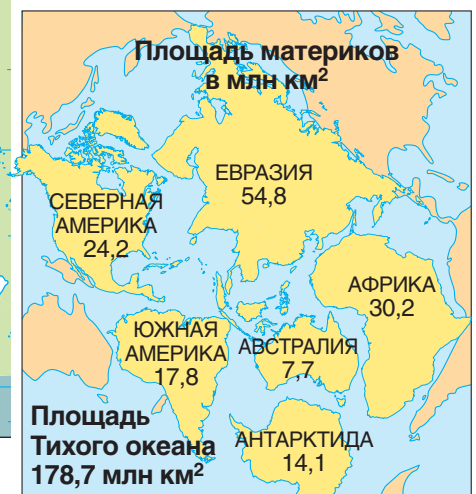 Площадь материков
в млн км²
ЕВРАЗИЯ
54,8
СЕВЕРНАЯ
АМЕРИКА
24,2
АФРИКА
30,2
ЮЖНАЯ
АМЕРИКА
17,8
АВСТРАЛИЯ
7,7
Площадь
Тихого океана
178,7 млн км²
АНТАРКТИДА
14,1